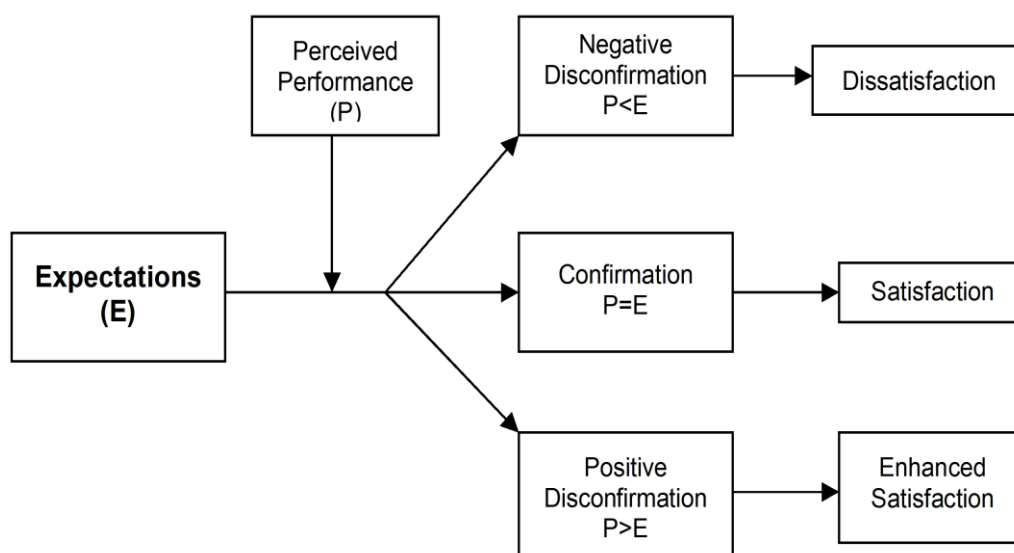 Perceived
Performance
(P)
Negative
Disconfirmation
P<E
Dissatisfaction
Expectations
(E)
Confirmation
P=E
Satisfaction
Positive
Disconfirmation
P>E
Enhanced
Satisfaction